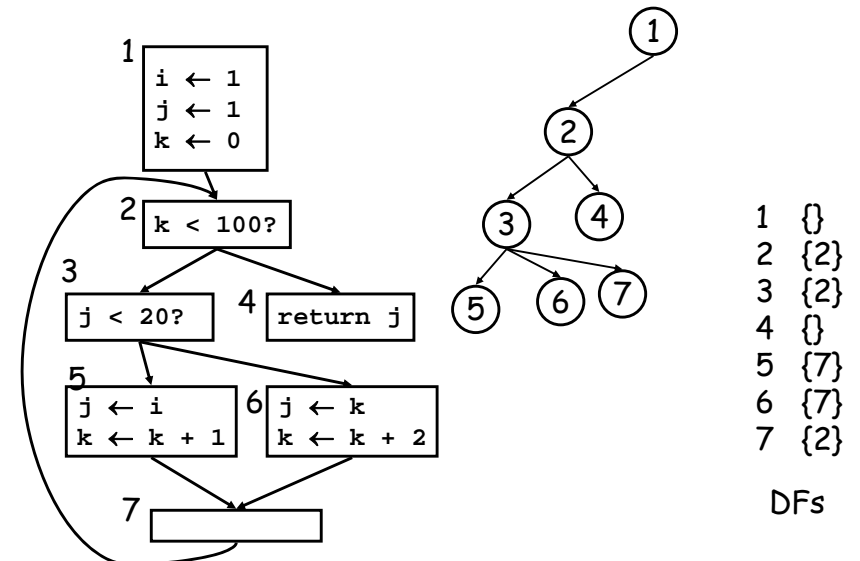 1
i ← 1
j ← 1
k ← 0
2
k < 100?
3
j < 20?
4
return j
5
j ← i
k ← k + 1
6
j ← k
k ← k + 2
7
1
2
3
4
5
6
7
1 {}
2 {2}
3 {2}
4 {}
5 {7}
6 {7}
7 {2}
DFs